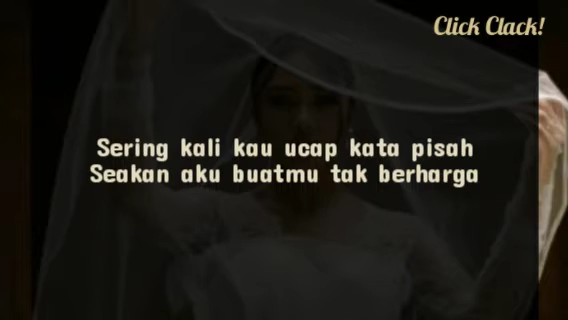 Click Clack!
Sering kali kau ucap kata pisah
Seakan aku buatmu tak berharga